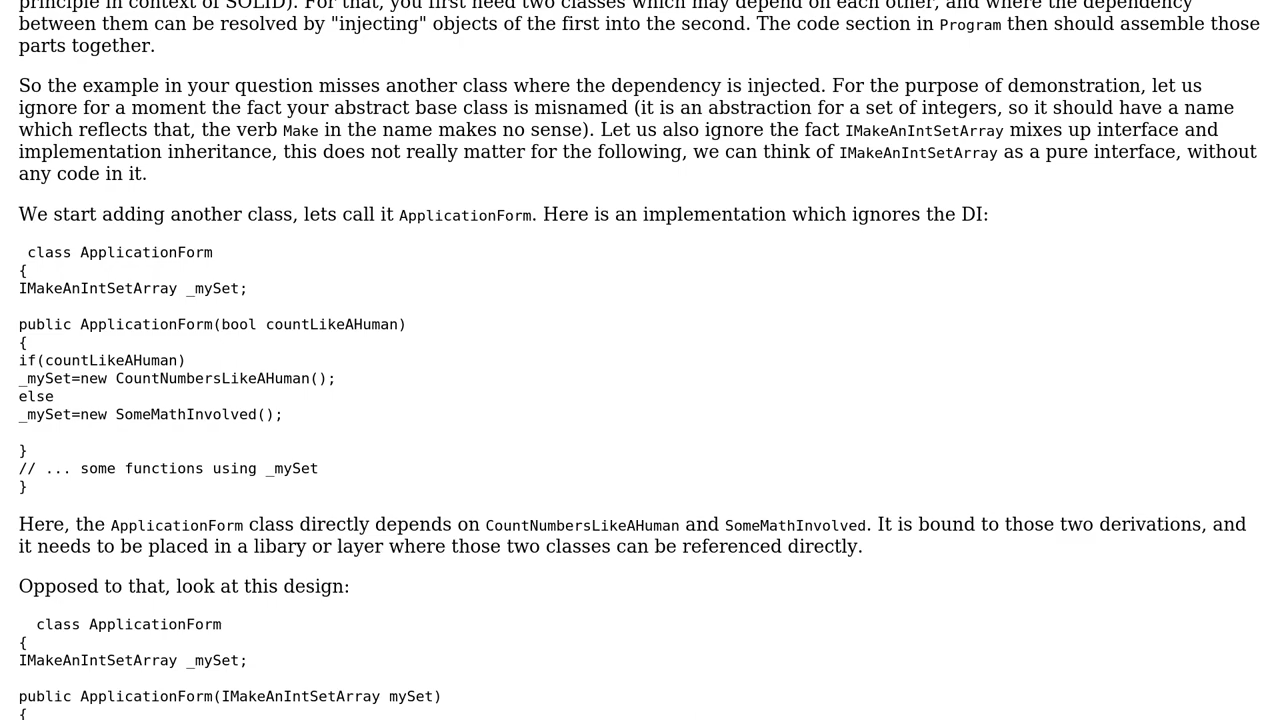 principle in context of SOLID). For that, you first need two classes which may depend on each other, and where the dependency
between them can be resolved by "injecting" objects of the first into the second. The code section in Program then should assemble those
parts together.
So the example in your question misses another class where the dependency is injected. For the purpose of demonstration, let us
ignore for a moment the fact your abstract base class is misnamed (it is an abstraction for a set of integers, so it should have a name
which reflects that, the verb Make in the name makes no sense). Let us also ignore the fact IMakeAnIntSetArray mixes up interface and
implementation inheritance, this does not really matter for the following, we can think of IMakeAnIntSetArray as a pure interface, without
any code in it.
We start adding another class, lets call it ApplicationForm. Here is an implementation which ignores the DI:
class ApplicationForm
{
IMakeAnIntSetArray _mySet;
public ApplicationForm(bool countLikeAHuman)
{
if(countLikeAHuman)
_mySet=new CountNumbersLikeAHuman();
else
_mySet=new SomeMathInvolved();
}
// ... some functions using _mySet
}
Here, the ApplicationForm class directly depends on CountNumbersLikeAHuman and SomeMathInvolved. It is bound to those two derivations, and
it needs to be placed in a libary or layer where those two classes can be referenced directly.
Opposed to that, look at this design:
class ApplicationForm
{
IMakeAnIntSetArray _mySet;
public ApplicationForm(IMakeAnIntSetArray mySet)
{